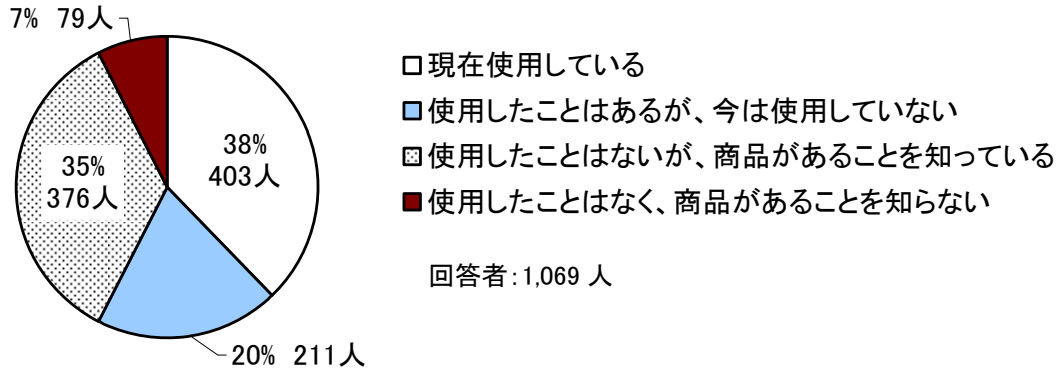 7% 79人
38%
403人
35%
376人
20% 211人
現在使用している
使用したことはあるが、今は使用していない
使用したことはないが、商品があることを知っている
使用したことはなく、商品があることを知らない
回答者：1,069 人